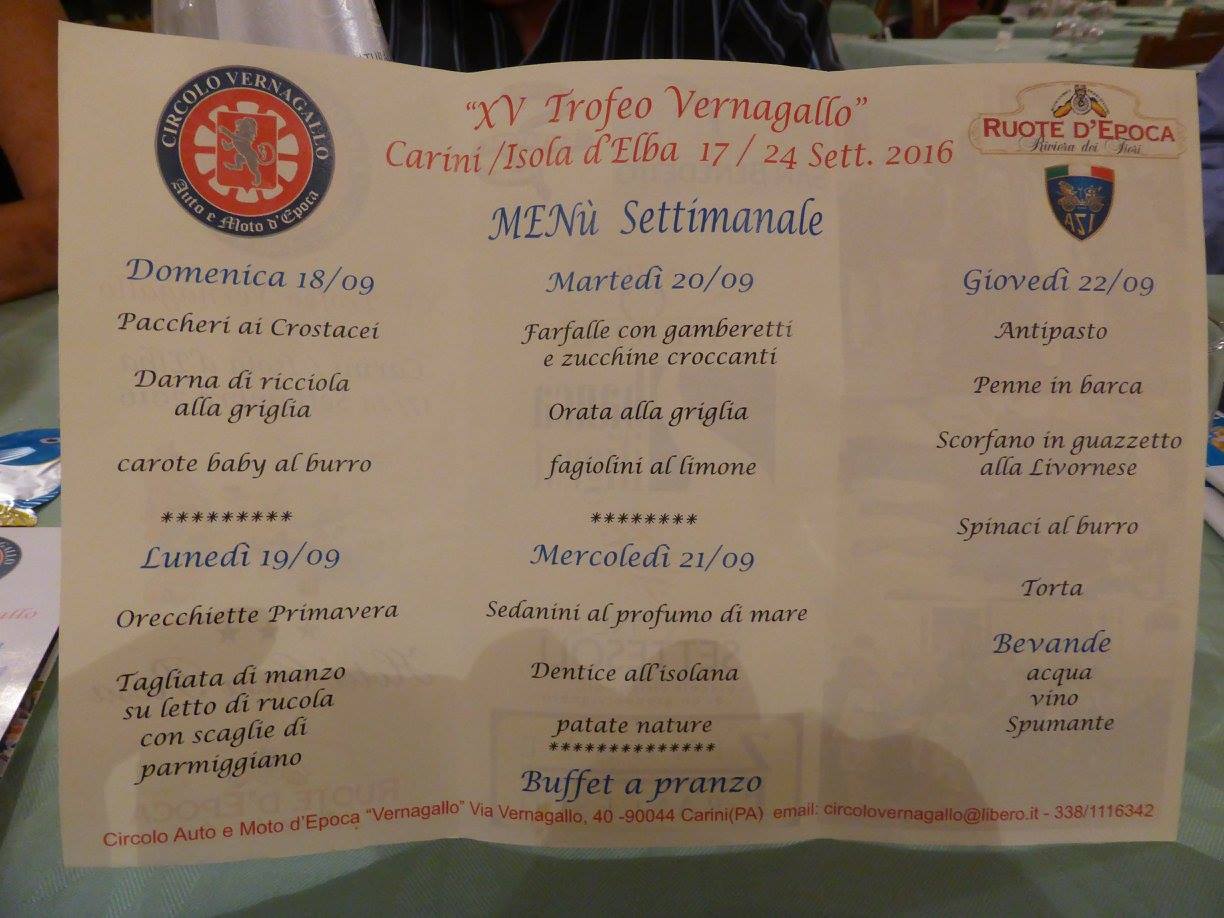 CIRCOLO VERNAGALLO
Auto e Moto d'Epoca
"XV Trofeo Vernagallo"
Carini /Isola d'Elba 17 / 24 Sett. 2016
RUOTE D'EPOCA
Riviera dei Fiori
MENù Settimanale
Domenica 18/09
Paccheri ai Crostacei
Darna di ricciola
alla griglia
carote baby al burro
*********
Lunedì 19/09
Orecchiette Primavera
Tagliata di manzo
su letto di rucola
con scaglie di
parmiggiano
Martedì 20/09
Farfalle con gamberetti
e zucchine croccanti
Orata alla griglia
fagiolini al limone
********
Mercoledì 21/09
Sedanini al profumo di mare
Dentice all'isolana
patate nature
**************
Buffet a pranzo
Giovedì 22/09
Antipasto
Penne in barca
Scorfano in guazzetto
alla Livornese
Spinaci al burro
Torta
Bevande
acqua
vino
Spumante
Circolo Auto e Moto d'Epoca "Vernagallo" Via Vernagallo, 40 -90044 Carini(PA) email: circolovernagallo@libero.it - 338/1116342